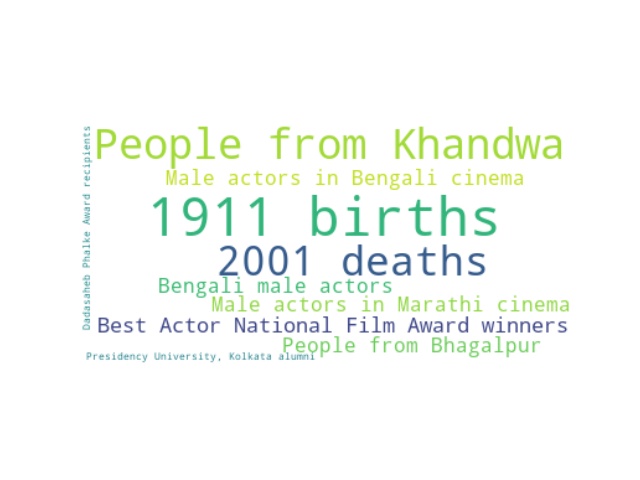 Dadasaheb Phalke Award recipients
People from Khandwa
Male actors in Bengali cinema
1911 births
2001 deaths
Bengali male actors
Male actors in Marathi cinema
Best Actor National Film Award winners
People from Bhagalpur
Presidency University, Kolkata alumni